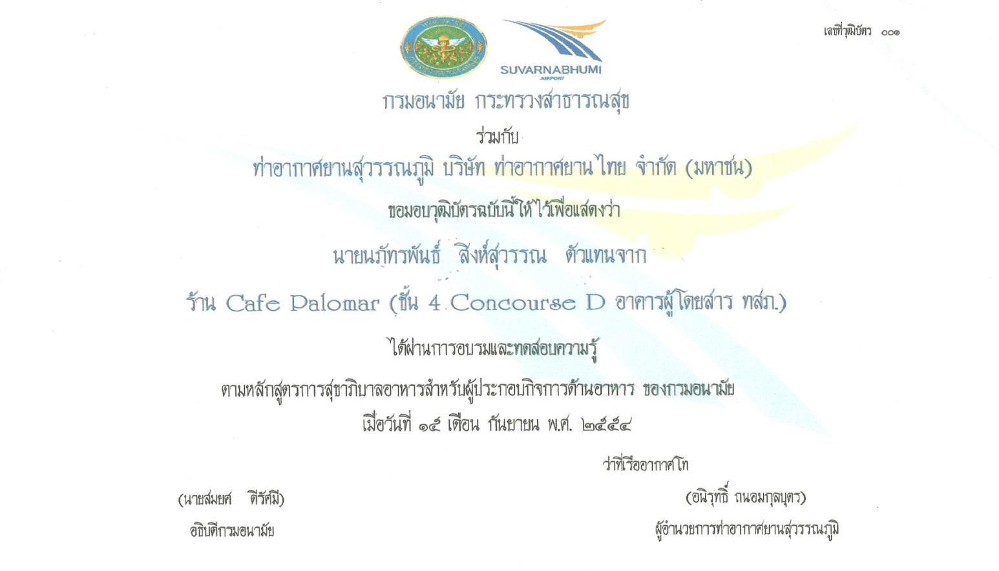 เลขที่วุฒิบัตร ๐๐๑
SUVARNABHUMI
AIRPORT
กรมอนามัย กระทรวงสาธารณสุข
ร่วมกับ
ท่าอากาศยานสุวรรณภูมิ บริษัท ท่าอากาศยานไทย จำกัด (มหาชน)
ขอมอบวุฒิบัตรฉบับนี้ให้ไว้เพื่อแสดงว่า
นายนภัทรพันธ์ สิงห์สุวรรณ ตัวแทนจาก
ร้าน Cafe Palomar (ชั้น 4 Concourse D อาคารผู้โดยสาร ทสภ.)
ได้ผ่านการอบรมและทดสอบความรู้
ตามหลักสูตรการสุขาภิบาลอาหารสำหรับผู้ประกอบกิจการด้านอาหาร ของกรมอนามัย
เมื่อวันที่ ๑๕ เดือน กันยายน พ.ศ. ๒๕๕๔
ว่าที่เรืออากาศโท
(นายสมยศ ดีรัศมี)
(อนิรุทธิ์ ถนอมกุลบุตร)
อธิบดีกรมอนามัย
ผู้อำนวยการท่าอากาศยานสุวรรณภูมิ